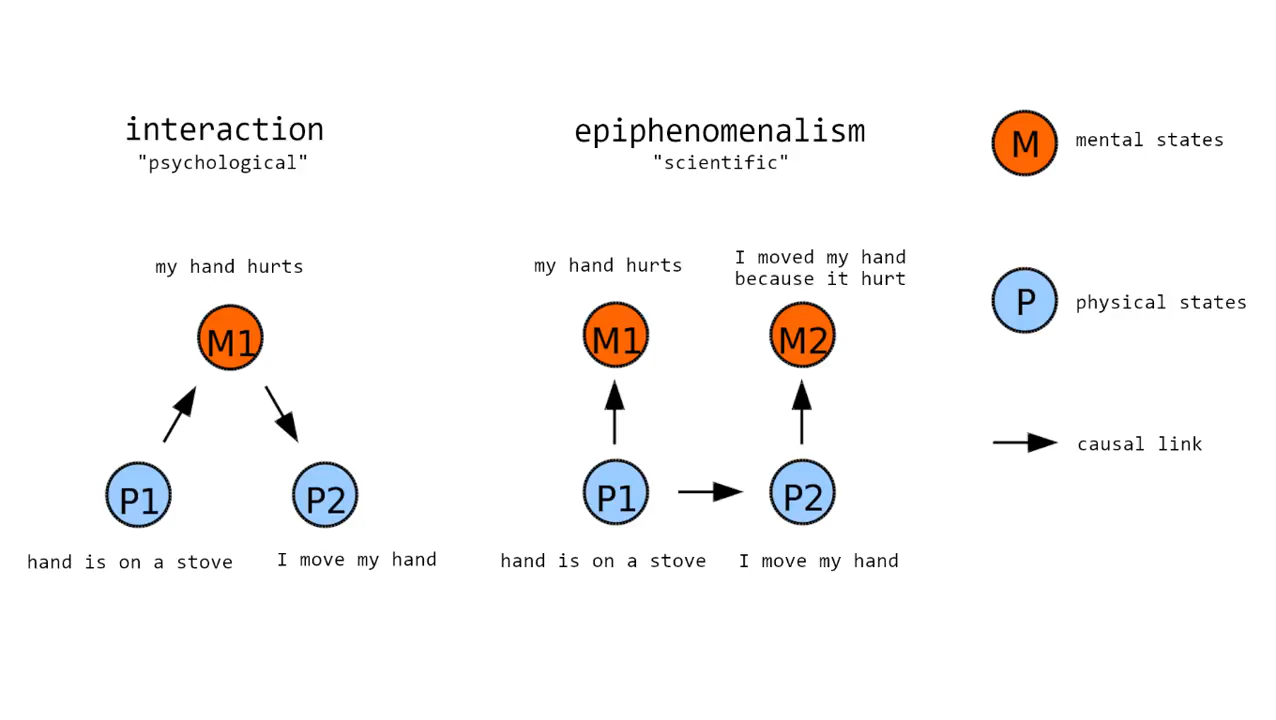 interaction
"psychological"
my hand hurts
M1
P1
P2
hand is on a stove
I move my hand
epiphenomenalism
"scientific"
my hand hurts
I moved my hand
because it hurt
M1
M2
P1
P2
hand is on a stove
I move my hand
M
mental states
P
physical states
causal link